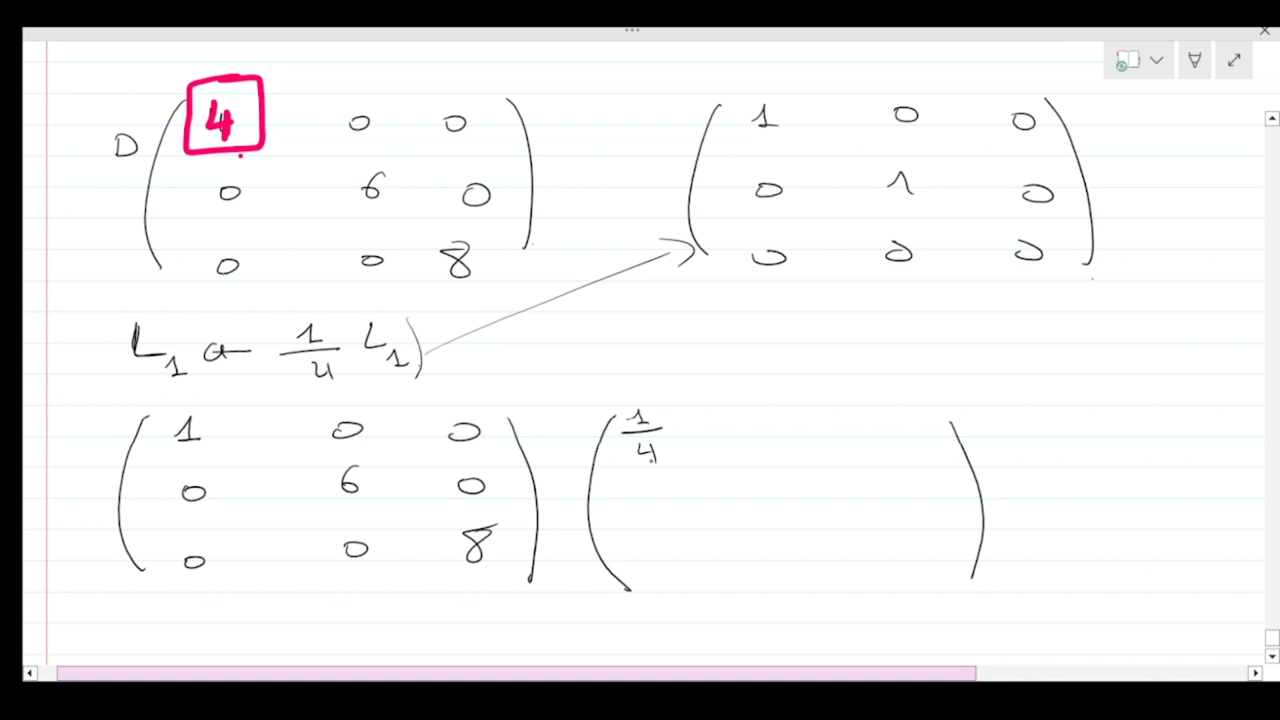 D ( 4 0 0 ) ( 1 0 0 )
( 0 6 0 ) ( 0 1 0 )
( 0 0 8 ) ( 0 0 0 )
L₁ ← 1/4 L₁ )
( 1 0 0 ) ( 1/4 )
( 0 6 0 )
( 0 0 8 )